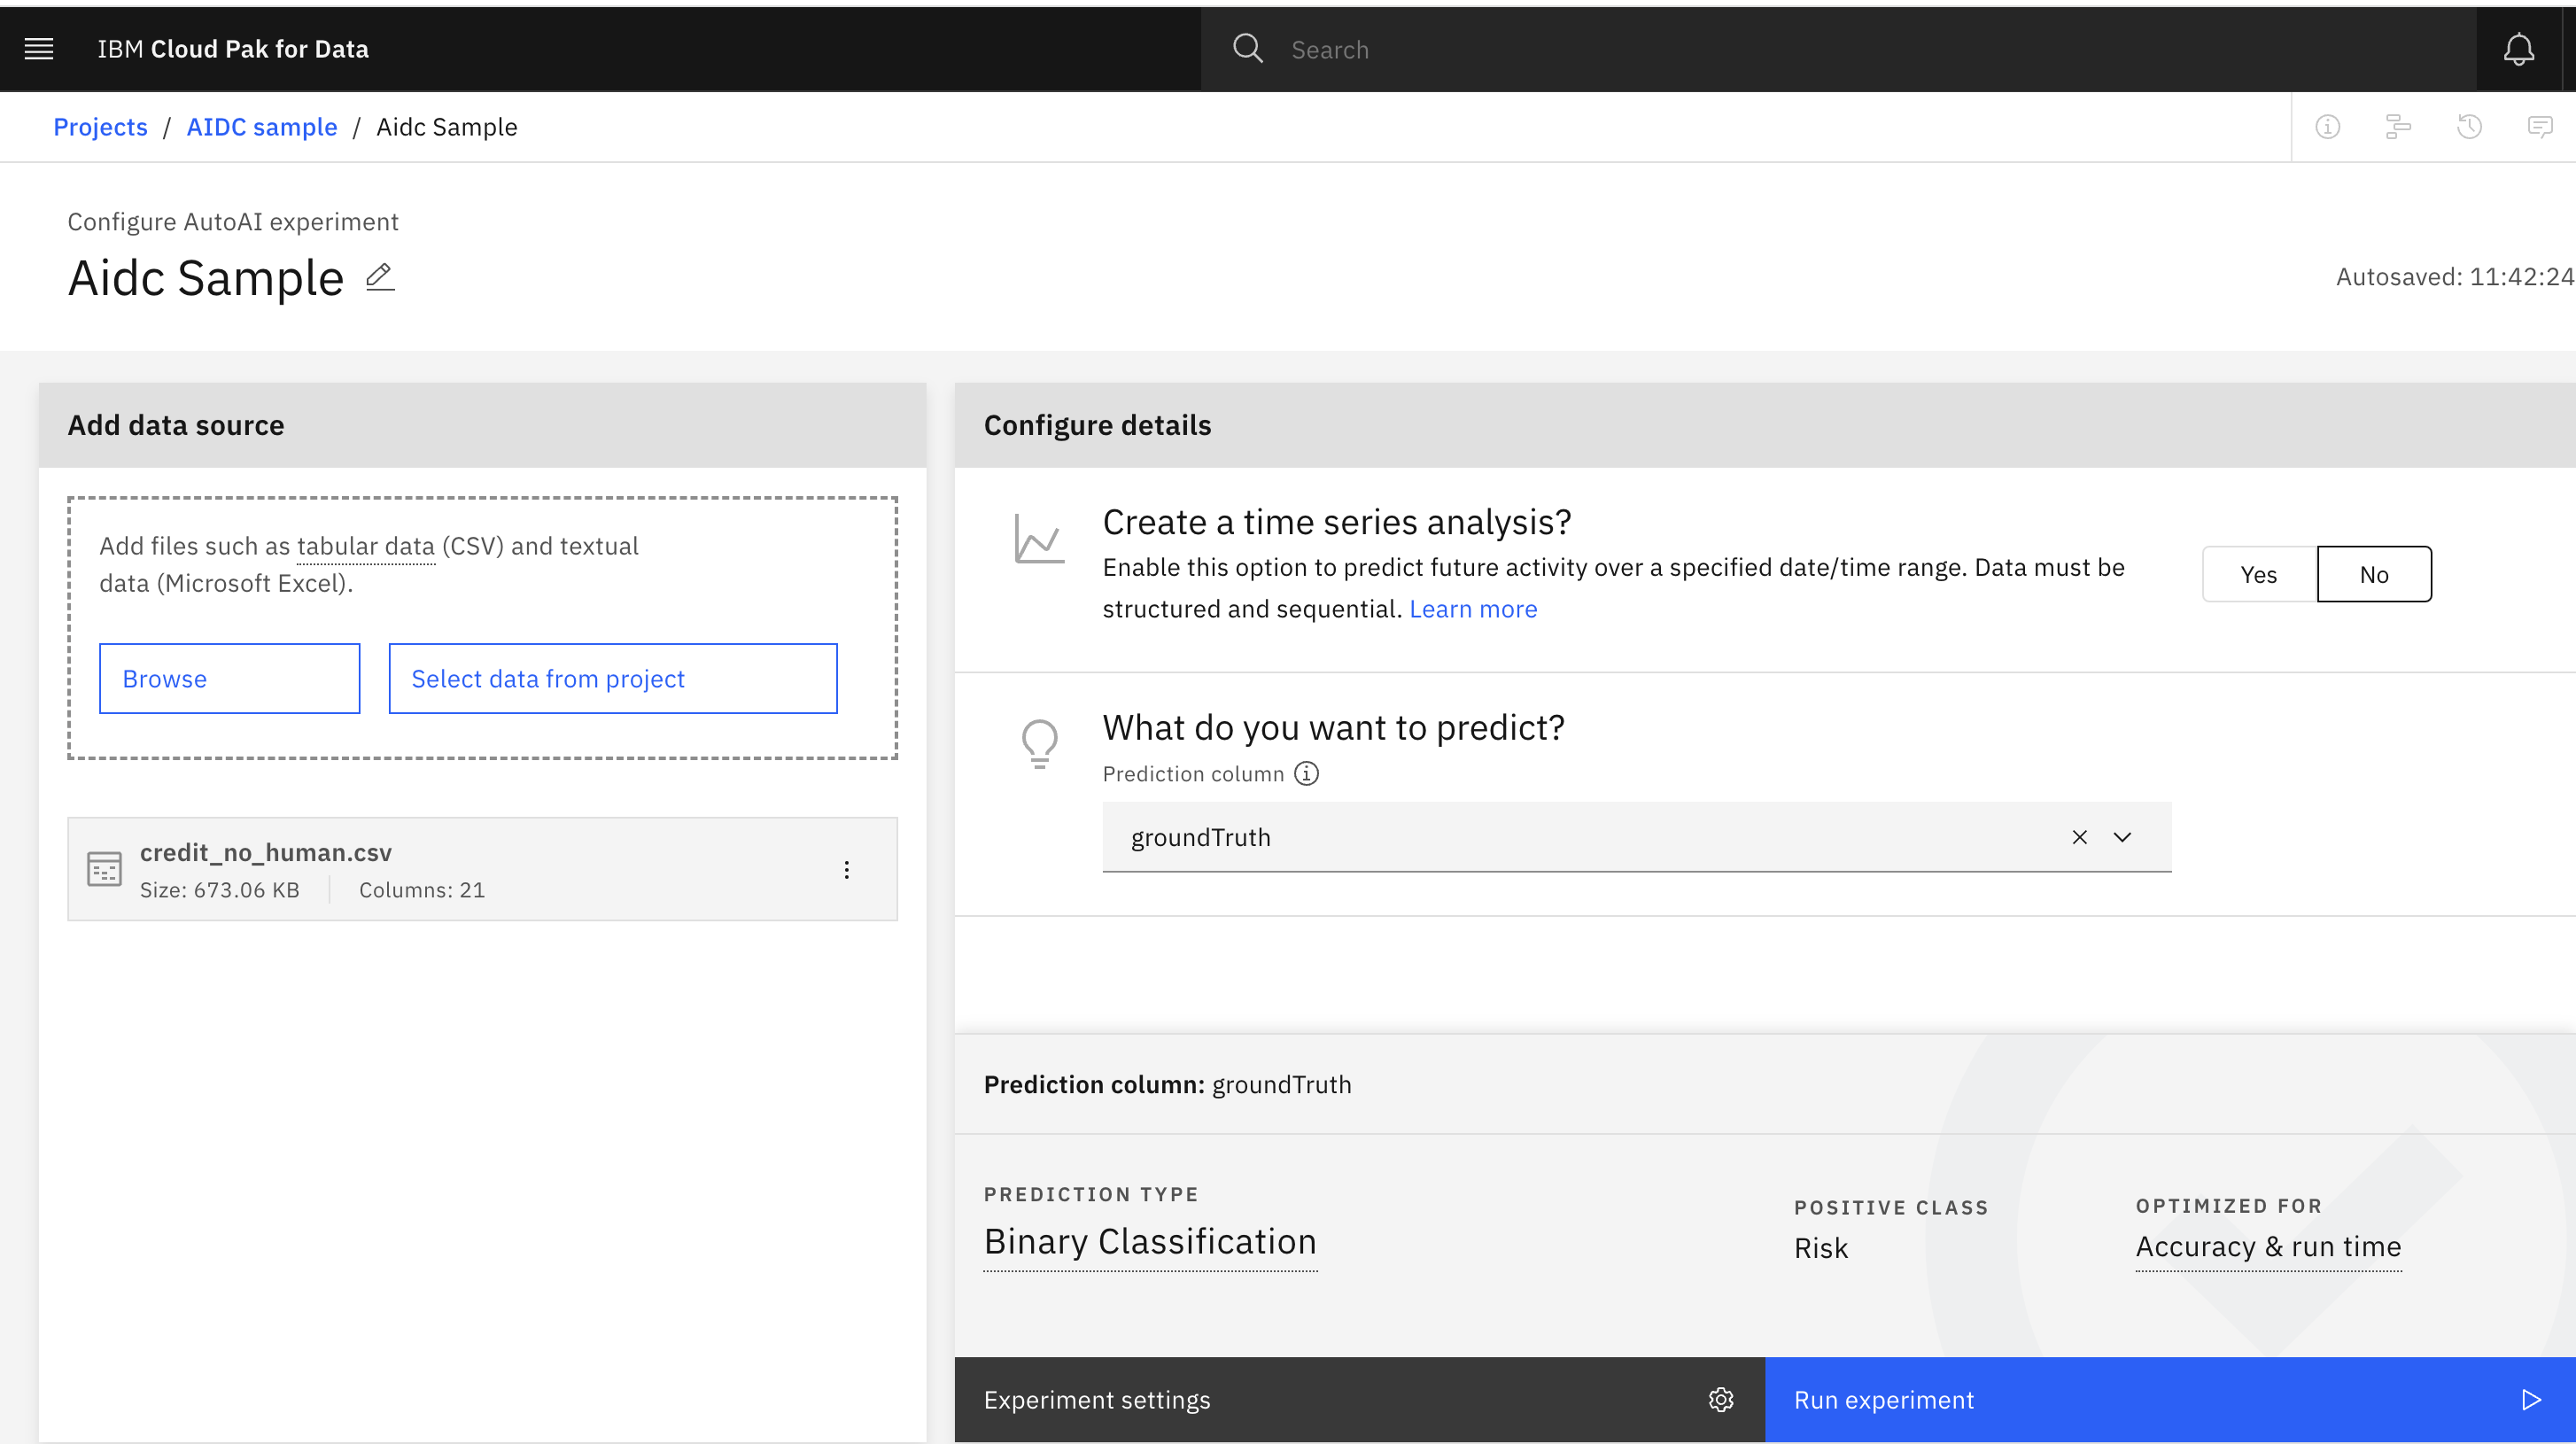 IBM Cloud Pak for Data
Search
Projects / AIDC sample / Aidc Sample
Configure AutoAI experiment
Aidc Sample
Autosaved: 11:42:24
Add data source
Add files such as tabular data (CSV) and textual
data (Microsoft Excel).
Browse
Select data from project
credit_no_human.csv
Size: 673.06 KB
Columns: 21
Configure details
Create a time series analysis?
Enable this option to predict future activity over a specified date/time range. Data must be
structured and sequential. Learn more
Yes
No
What do you want to predict?
Prediction column
groundTruth
Prediction column: groundTruth
PREDICTION TYPE
Binary Classification
POSITIVE CLASS
Risk
OPTIMIZED FOR
Accuracy & run time
Experiment settings
Run experiment